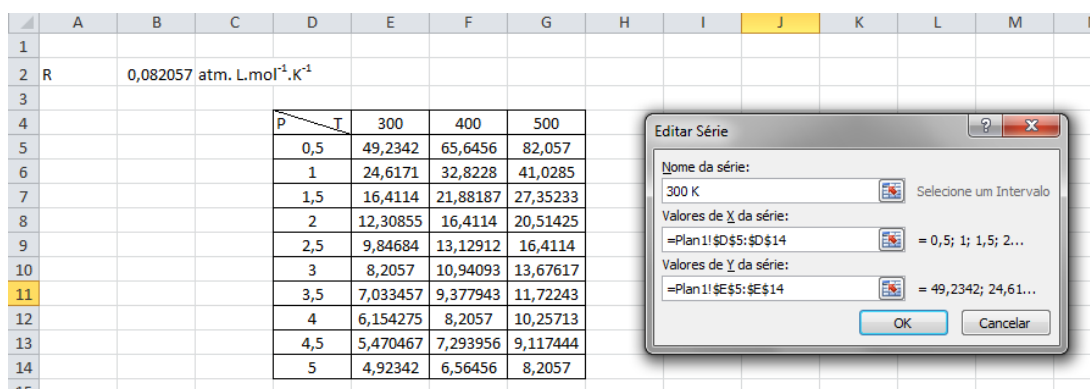 A B C D E F G H I J K L M
1
2 R 0,082057 atm. L.mol⁻¹.K⁻¹
3
4 P T 300 400 500
5 0,5 49,2342 65,6456 82,057
6 1 24,6171 32,8228 41,0285
7 1,5 16,4114 21,88187 27,35233
8 2 12,30855 16,4114 20,51425
9 2,5 9,84684 13,12912 16,4114
10 3 8,2057 10,94093 13,67617
11 3,5 7,033457 9,377943 11,72243
12 4 6,154275 8,2057 10,25713
13 4,5 5,470467 7,293956 9,117444
14 5 4,92342 6,56456 8,2057
Editar Série
Nome da série:
300 K Selecione um Intervalo
Valores de X da série:
=Plan1!$D$5:$D$14 = 0,5; 1; 1,5; 2...
Valores de Y da série:
=Plan1!$E$5:$E$14 = 49,2342; 24,61...
OK Cancelar